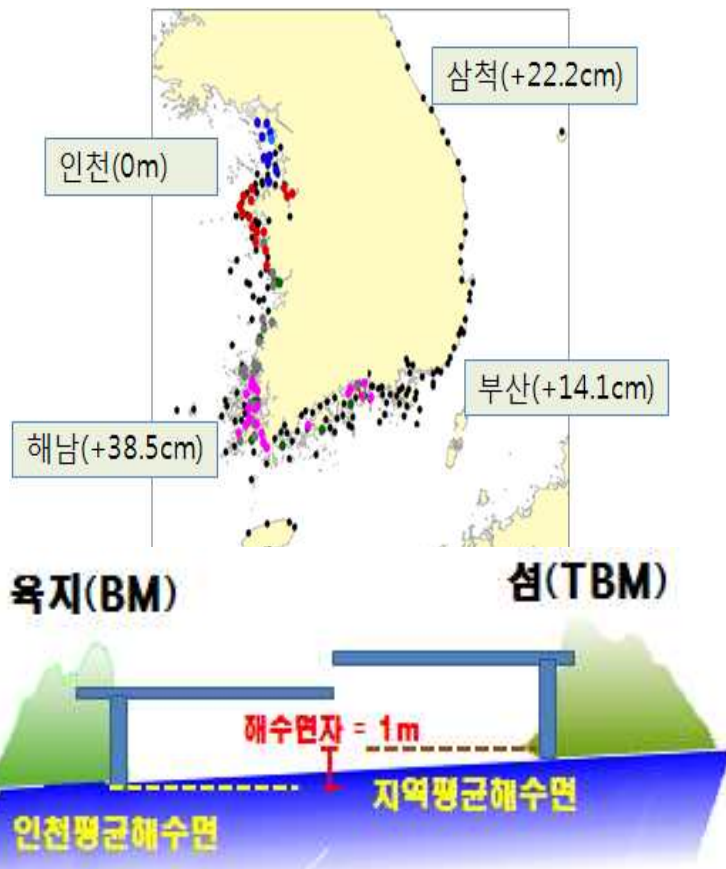 삼척(+22.2cm)
인천(0m)
부산(+14.1cm)
해남(+38.5cm)
육지(BM)
섬(TBM)
해수면차 = 1m
지역평균해수면
인천평균해수면